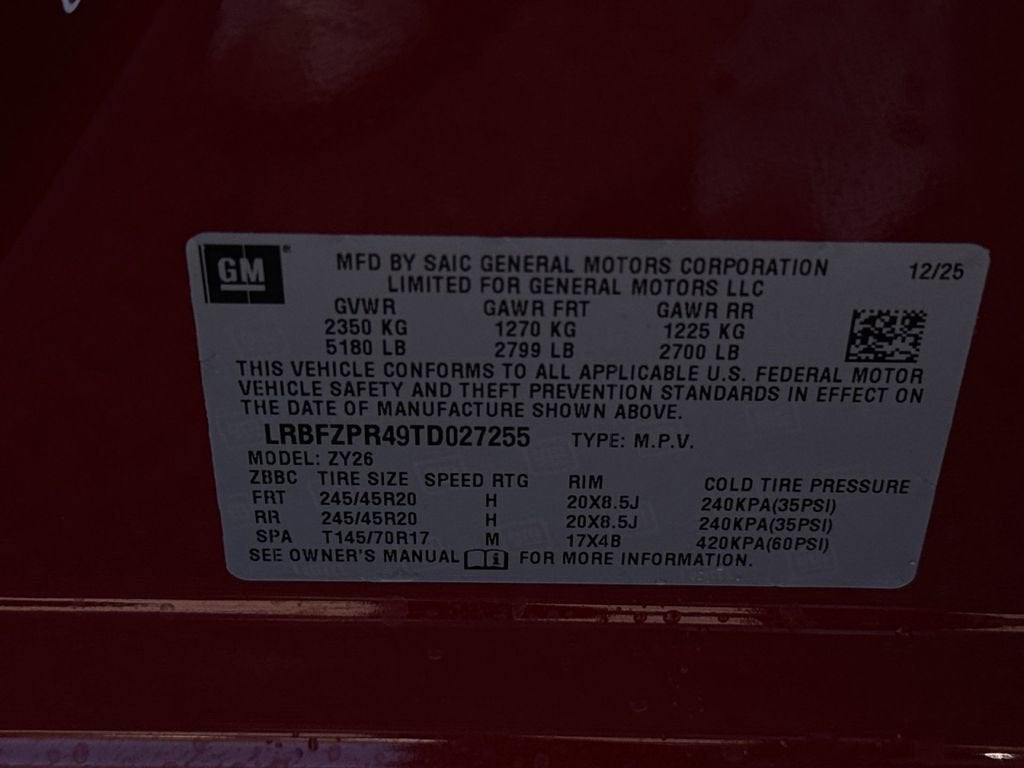 GM
MFD BY SAIC GENERAL MOTORS CORPORATION 12/25
LIMITED FOR GENERAL MOTORS LLC
GVWR GAWR FRT GAWR RR
2350 KG 1270 KG 1225 KG
5180 LB 2799 LB 2700 LB
THIS VEHICLE CONFORMS TO ALL APPLICABLE U.S. FEDERAL MOTOR
VEHICLE SAFETY AND THEFT PREVENTION STANDARDS IN EFFECT ON
THE DATE OF MANUFACTURE SHOWN ABOVE.
LRBFZPR49TD027255 TYPE: M.P.V.
MODEL: ZY26
ZBBC TIRE SIZE SPEED RTG RIM COLD TIRE PRESSURE
FRT 245/45R20 H 20X8.5J 240KPA(35PSI)
RR 245/45R20 H 20X8.5J 240KPA(35PSI)
SPA T145/70R17 M 17X4B 420KPA(60PSI)
SEE OWNER'S MANUAL i FOR MORE INFORMATION.